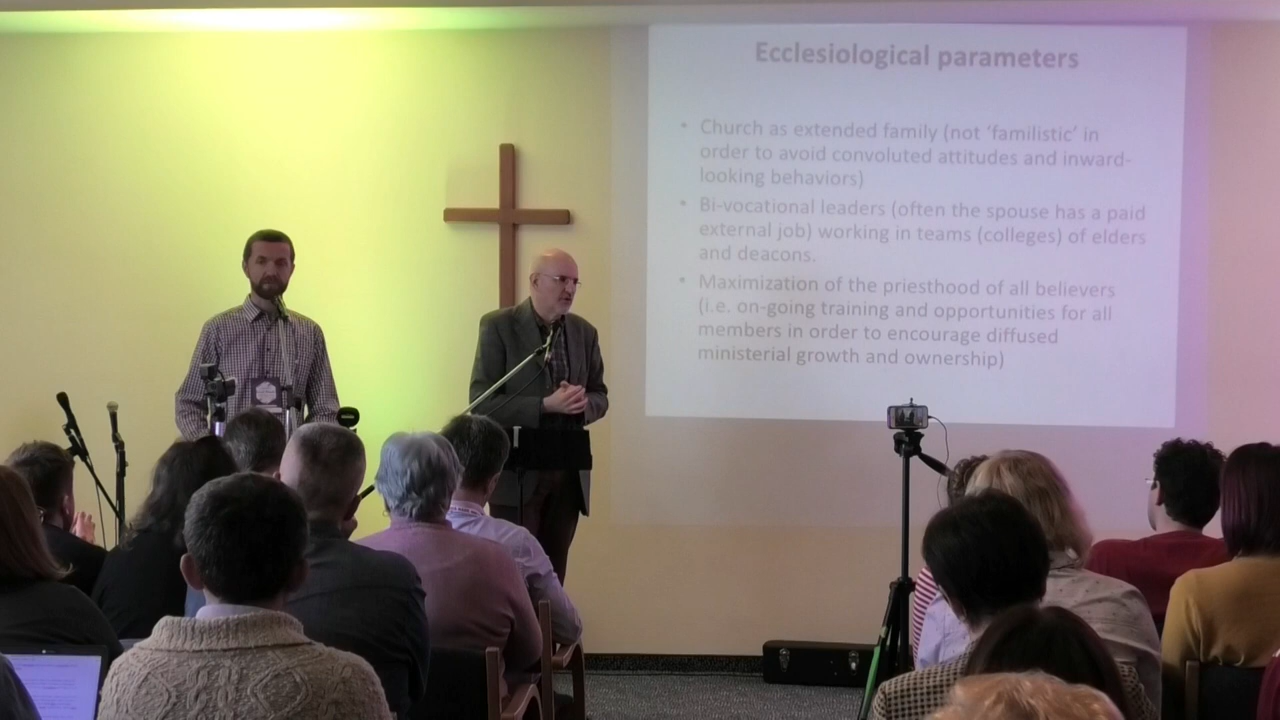 Ecclesiological parameters
• Church as extended family (not ‘familistic’ in
order to avoid convoluted attitudes and inward-
looking behaviors)
• Bi-vocational leaders (often the spouse has a paid
external job) working in teams (colleges) of elders
and deacons.
• Maximization of the priesthood of all believers
(i.e. on-going training and opportunities for all
members in order to encourage diffused
ministerial growth and ownership)